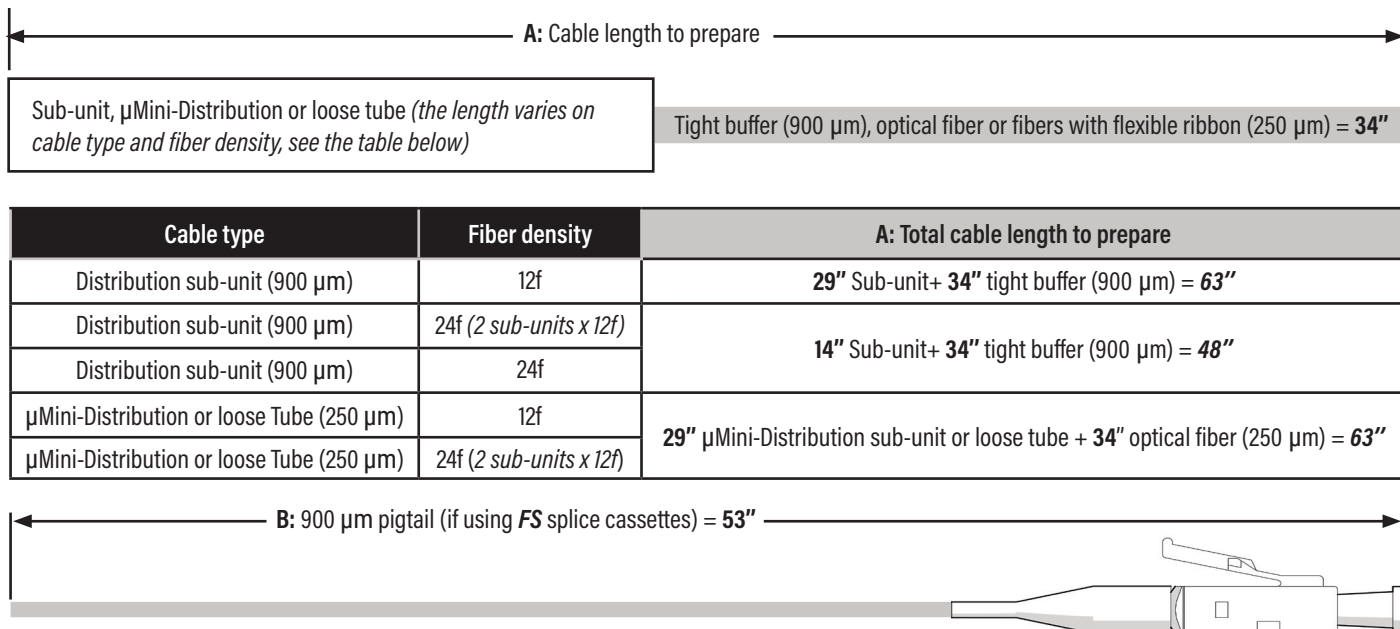 A: Cable length to prepare
Sub-unit, µMini-Distribution or loose tube (the length varies on
cable type and fiber density, see the table below)
Tight buffer (900 µm), optical fiber or fibers with flexible ribbon (250 µm) = 34"
Cable type Fiber density A: Total cable length to prepare
Distribution sub-unit (900 µm) 12f 29" Sub-unit+ 34" tight buffer (900 µm) = 63"
Distribution sub-unit (900 µm) 24f (2 sub-units x 12f)
14" Sub-unit+ 34" tight buffer (900 µm) = 48"
Distribution sub-unit (900 µm) 24f
µMini-Distribution or loose Tube (250 µm) 12f
29" µMini-Distribution sub-unit or loose tube + 34" optical fiber (250 µm) = 63"
µMini-Distribution or loose Tube (250 µm) 24f (2 sub-units x 12f)
B: 900 µm pigtail (if using FS splice cassettes) = 53"